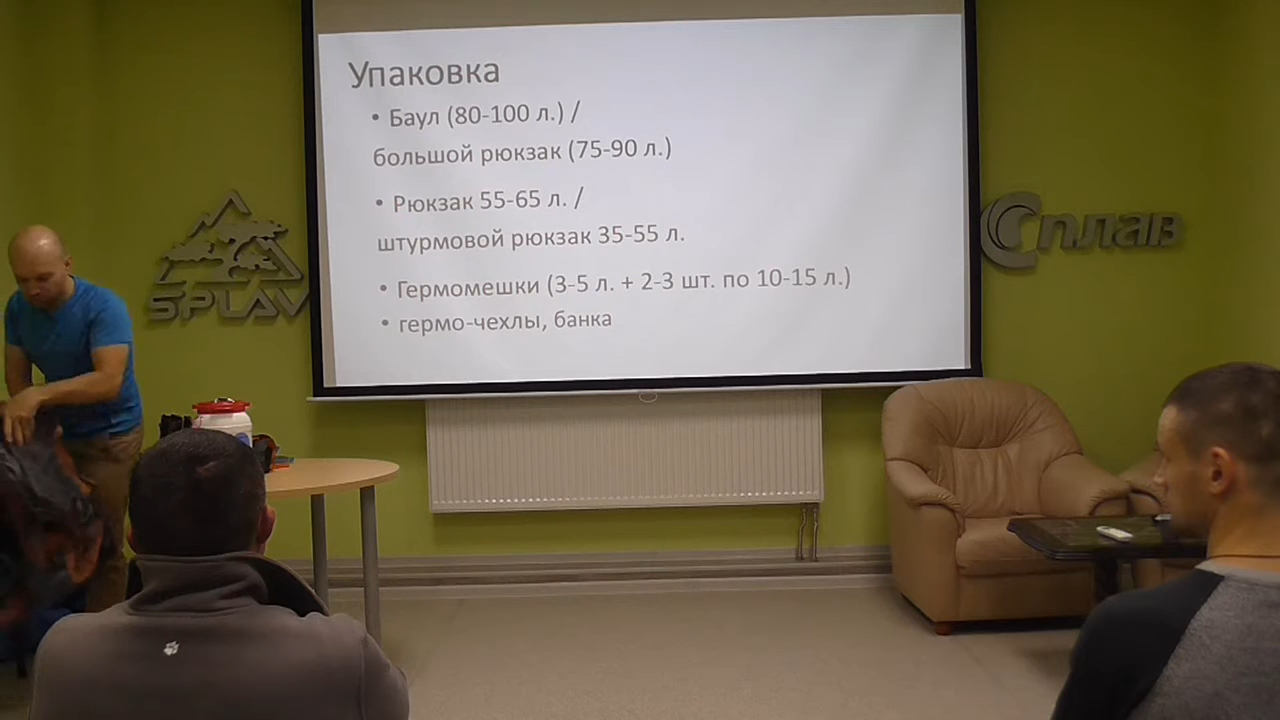 Упаковка
• Баул (80-100 л.) /
большой рюкзак (75-90 л.)
• Рюкзак 55-65 л. /
штурмовой рюкзак 35-55 л.
• Гермомешки (3-5 л. + 2-3 шт. по 10-15 л.)
• гермо-чехлы, банка
SPLAV
Сплав